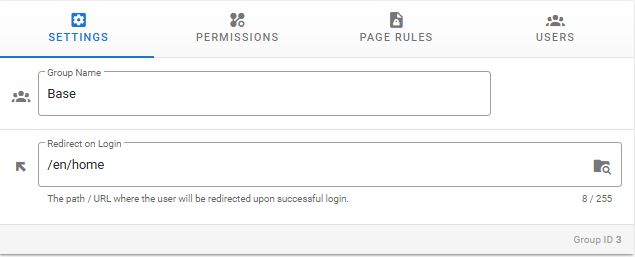 SETTINGS PERMISSIONS PAGE RULES USERS
Group Name
Base
Redirect on Login
/en/home
The path / URL where the user will be redirected upon successful login. 8 / 255
Group ID 3